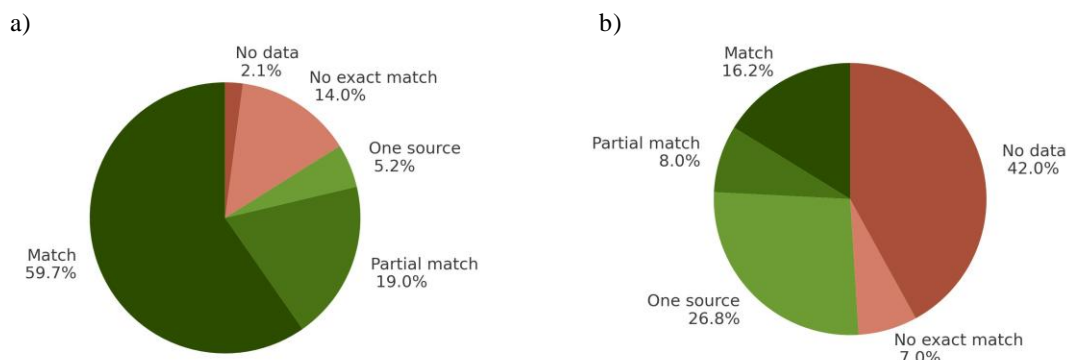 a)
b)
No data
2.1%
No exact match
14.0%
One source
5.2%
Partial match
19.0%
Match
59.7%
Match
16.2%
Partial match
8.0%
One source
26.8%
No exact match
7.0%
No data
42.0%